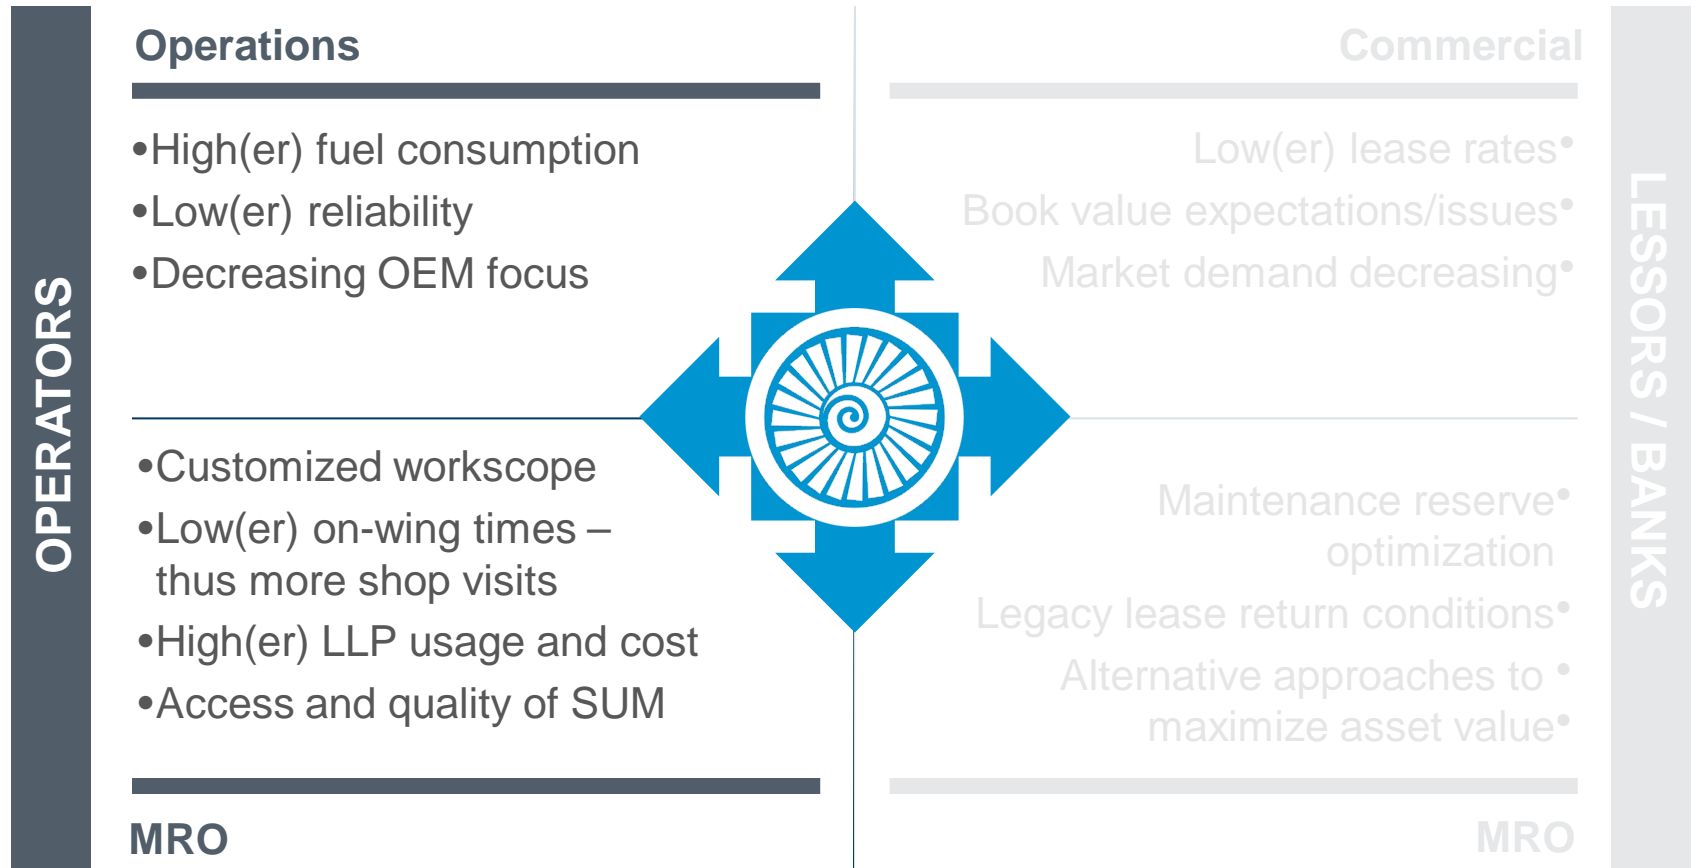 OPERATORS
Operations
•High(er) fuel consumption
•Low(er) reliability
•Decreasing OEM focus
•Customized workscope
•Low(er) on-wing times –
thus more shop visits
•High(er) LLP usage and cost
•Access and quality of SUM
MRO
Commercial
Low(er) lease rates•
Book value expectations/issues•
Market demand decreasing•
Maintenance reserve•
optimization
Legacy lease return conditions•
Alternative approaches to •
maximize asset value•
MRO
LESSORS / BANKS